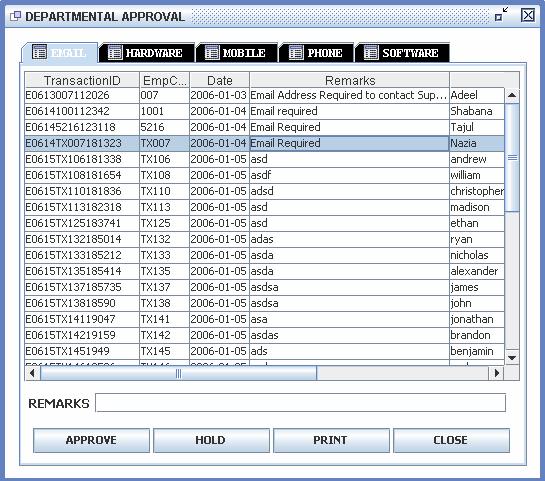 DEPARTMENTAL APPROVAL
EMAIL HARDWARE MOBILE PHONE SOFTWARE
TransactionID EmpC... Date Remarks
E0613007112026 007 2006-01-03 Email Address Required to contact Sup... Adeel
E0614100112342 1001 2006-01-04 Email required Shabana
E06145216123118 5216 2006-01-04 Email Required Tajul
E0614TX007181323 TX007 2006-01-04 Email Required Nazia
E0615TX106181338 TX106 2006-01-05 asd andrew
E0615TX108181654 TX108 2006-01-05 asdf william
E0615TX110181836 TX110 2006-01-05 adsd christopher
E0615TX113182318 TX113 2006-01-05 asd madison
E0615TX125183741 TX125 2006-01-05 asd ethan
E0615TX132185014 TX132 2006-01-05 adas ryan
E0615TX133185212 TX133 2006-01-05 asda nicholas
E0615TX135185414 TX135 2006-01-05 asda alexander
E0615TX137185735 TX137 2006-01-05 asdsa james
E0615TX13818590 TX138 2006-01-05 asdsa john
E0615TX14119047 TX141 2006-01-05 asa jonathan
E0615TX14219159 TX142 2006-01-05 asdas brandon
E0615TX1451949 TX145 2006-01-05 ads benjamin
REMARKS
APPROVE HOLD PRINT CLOSE